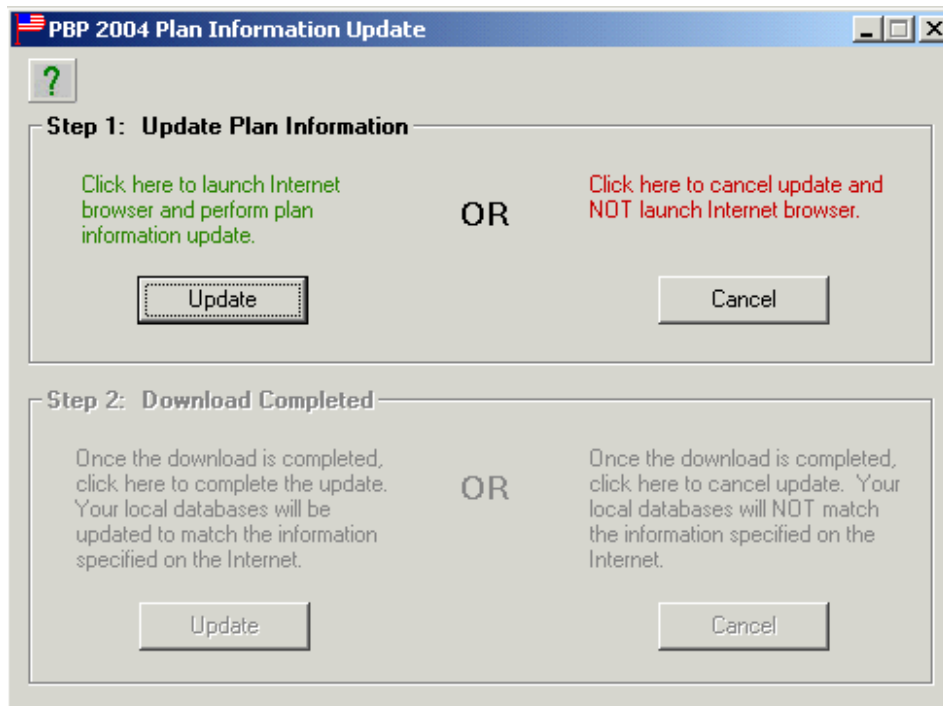 PBP 2004 Plan Information Update
?
Step 1: Update Plan Information
Click here to launch Internet
browser and perform plan
information update.
OR
Click here to cancel update and
NOT launch Internet browser.
Update
Cancel
Step 2: Download Completed
Once the download is completed,
click here to complete the update.
Your local databases will be
updated to match the information
specified on the Internet.
OR
Once the download is completed,
click here to cancel update. Your
local databases will NOT match
the information specified on the
Internet.
Update
Cancel